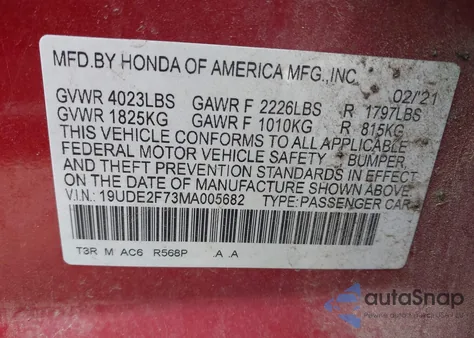 MFD.BY HONDA OF AMERICA MFG.,INC. 02/'21
GVWR 4023LBS GAWR F 2226LBS R 1797LBS
GVWR 1825KG GAWR F 1010KG R 815KG
THIS VEHICLE CONFORMS TO ALL APPLICABLE
FEDERAL MOTOR VEHICLE SAFETY, BUMPER
AND THEFT PREVENTION STANDARDS IN EFFECT
ON THE DATE OF MANUFACTURE SHOWN ABOVE.
V.I.N.: 19UDE2F73MA005682 TYPE:PASSENGER CAR
T3R M AC6 R568P .A .A
autoSnap